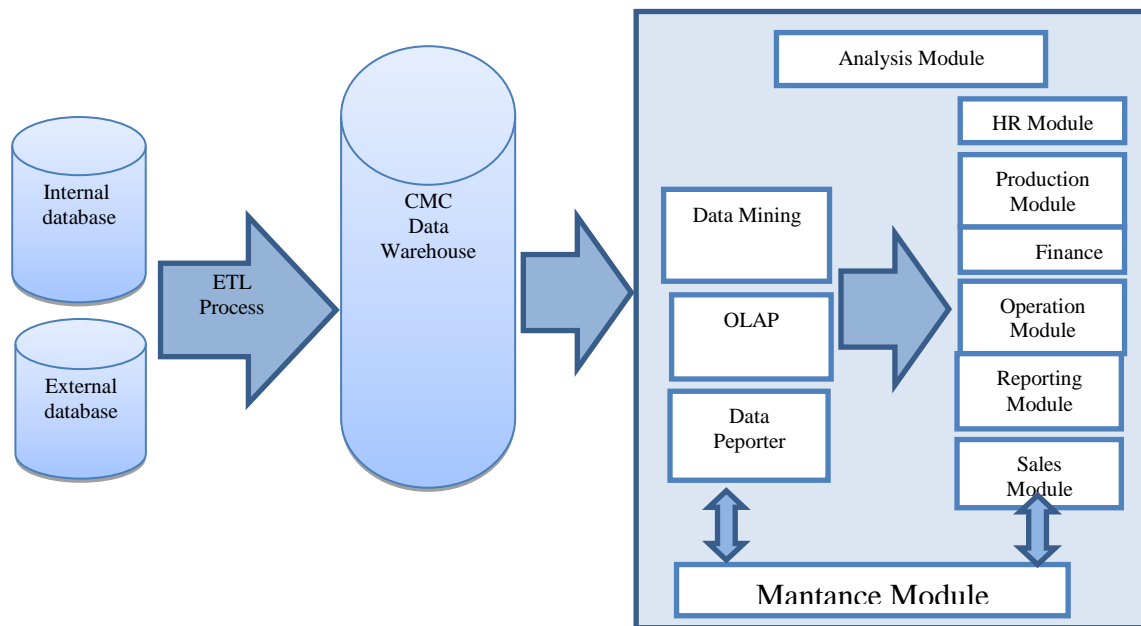 Internal
database
External
database
ETL
Process
CMC
Data
Warehouse
Analysis Module
Data Mining
OLAP
Data
Peporter
HR Module
Production
Module
Finance
Operation
Module
Reporting
Module
Sales
Module
Mantance Module